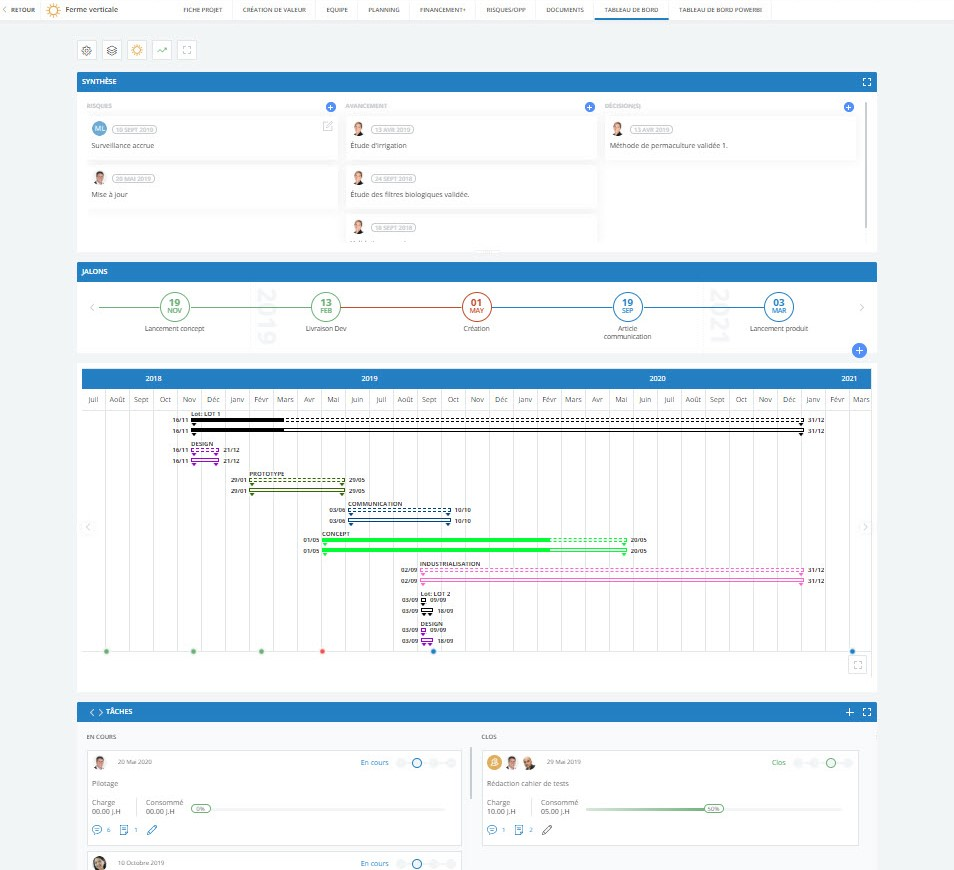 RETOUR
Ferme verticale
FICHE PROJET
CRÉATION DE VALEUR
EQUIPE
PLANNING
FINANCEMENT+
RISQUES/OPP
DOCUMENTS
TABLEAU DE BORD
TABLEAU DE BORD POWERBI
SYNTHÈSE
RISQUES
AVANCEMENT
DÉCISION(S)
ML 10 SEPT 2019
Surveillance accrue
20 MAI 2019
Mise à jour
13 AVR 2019
Étude d'irrigation
24 SEPT 2018
Étude des filtres biologiques validée.
18 SEPT 2018
13 AVR 2019
Méthode de permaculture validée 1.
JALONS
2019
2021
19 NOV
Lancement concept
13 FEB
Livraison Dev
01 MAY
Création
19 SEP
Article
communication
03 MAR
Lancement produit
2018 2019 2020 2021
Juil Août Sept Oct Nov Déc Janv Févr Mars Avr Mai Juin Juil Août Sept Oct Nov Déc Janv Févr Mars Avr Mai Juin Juil Août Sept Oct Nov Déc Janv Févr Mars
Lot: LOT 1
16/11 31/12
16/11 31/12
DESIGN
16/11 21/12
16/11 21/12
PROTOTYPE
29/01 29/05
29/01 29/05
COMMUNICATION
03/06 10/10
03/06 10/10
CONCEPT
01/05 20/05
01/05 20/05
INDUSTRIALISATION
02/09 31/12
02/09 31/12
Lot: LOT 2
03/09 09/09
03/09 18/09
DESIGN
03/09 09/09
03/09 18/09
TÂCHES
EN COURS
20 Mai 2020 En cours
Pilotage
Charge Consommé
00.00 J.H 00.00 J.H 0%
6 1
10 Octobre 2019 En cours
CLOS
29 Mai 2019 Clos
Rédaction cahier de tests
Charge Consommé
10.00 J.H 05.00 J.H 50%
1 2